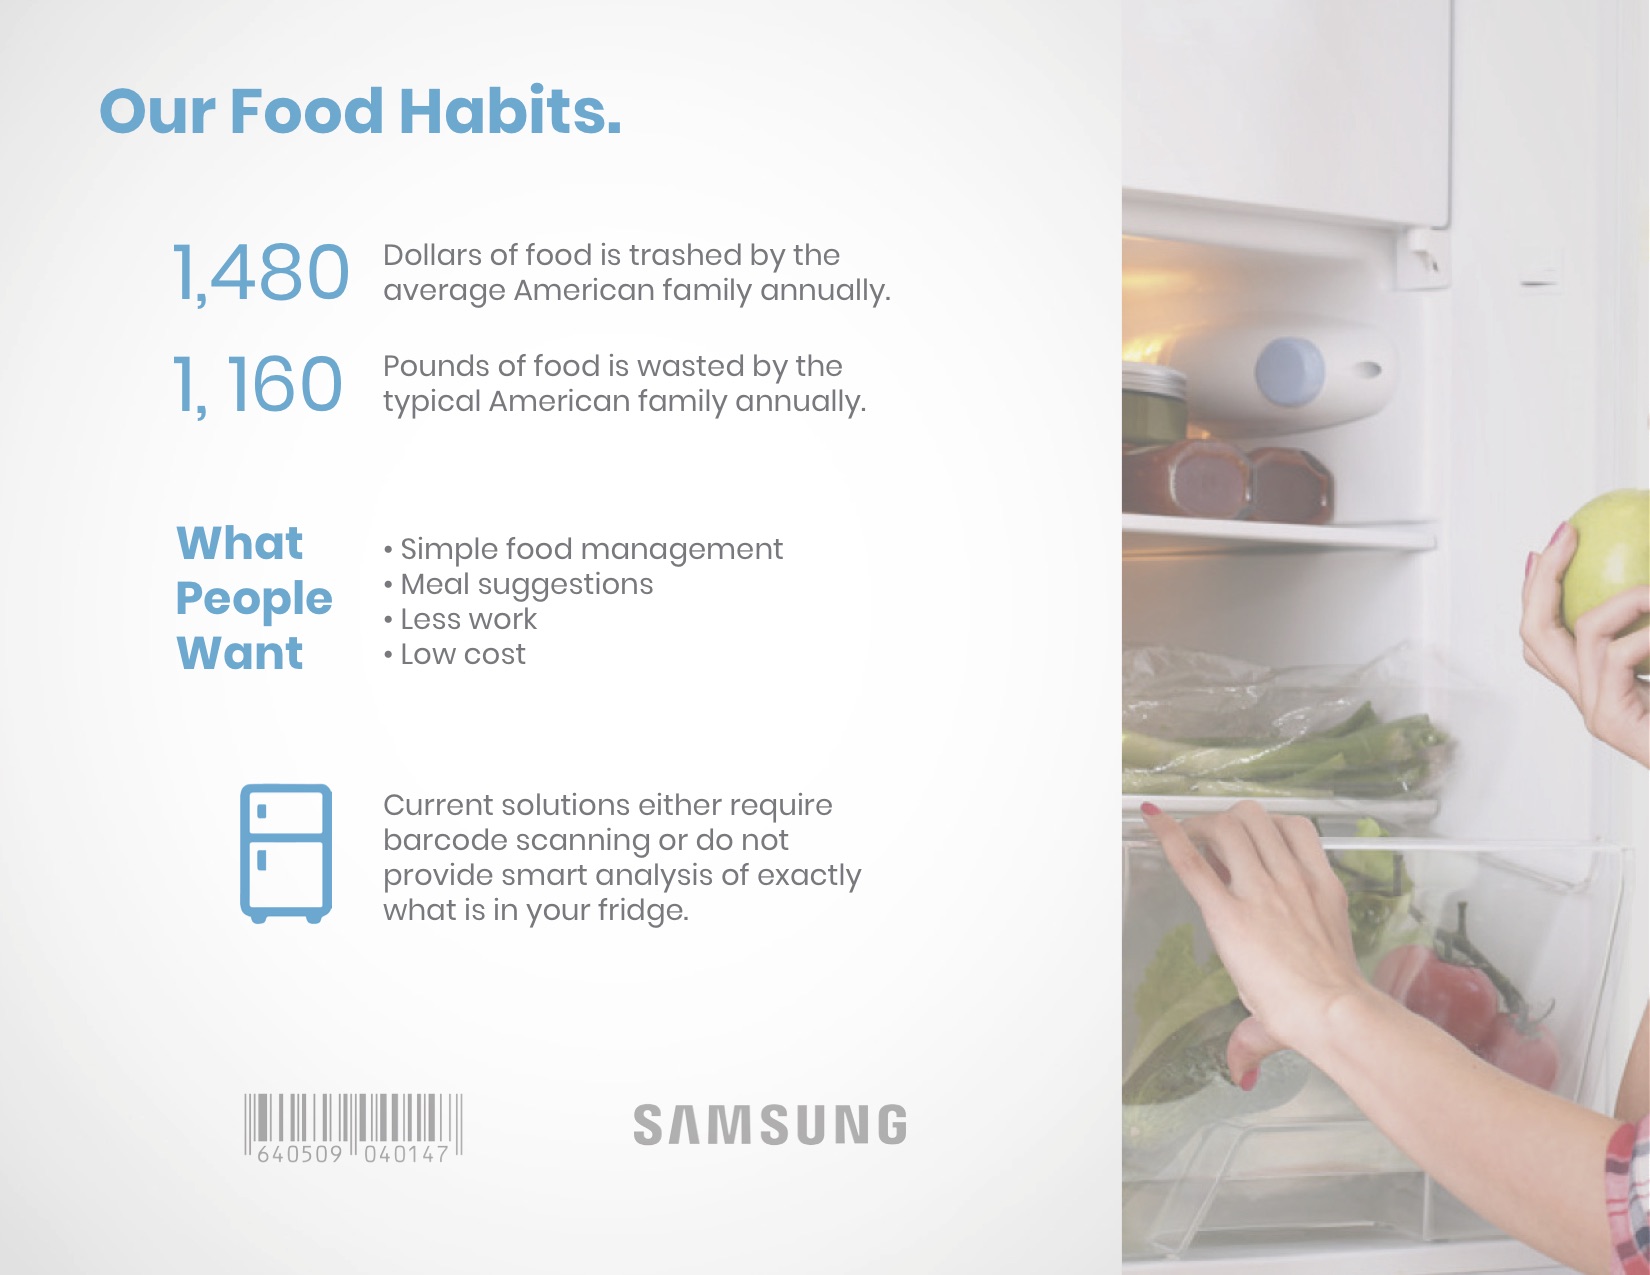 Our Food Habits.
1,480
Dollars of food is trashed by the
average American family annually.
1, 160
Pounds of food is wasted by the
typical American family annually.
What
People
Want
• Simple food management
• Meal suggestions
• Less work
• Low cost
Current solutions either require
barcode scanning or do not
provide smart analysis of exactly
what is in your fridge.
640509 040147
SAMSUNG